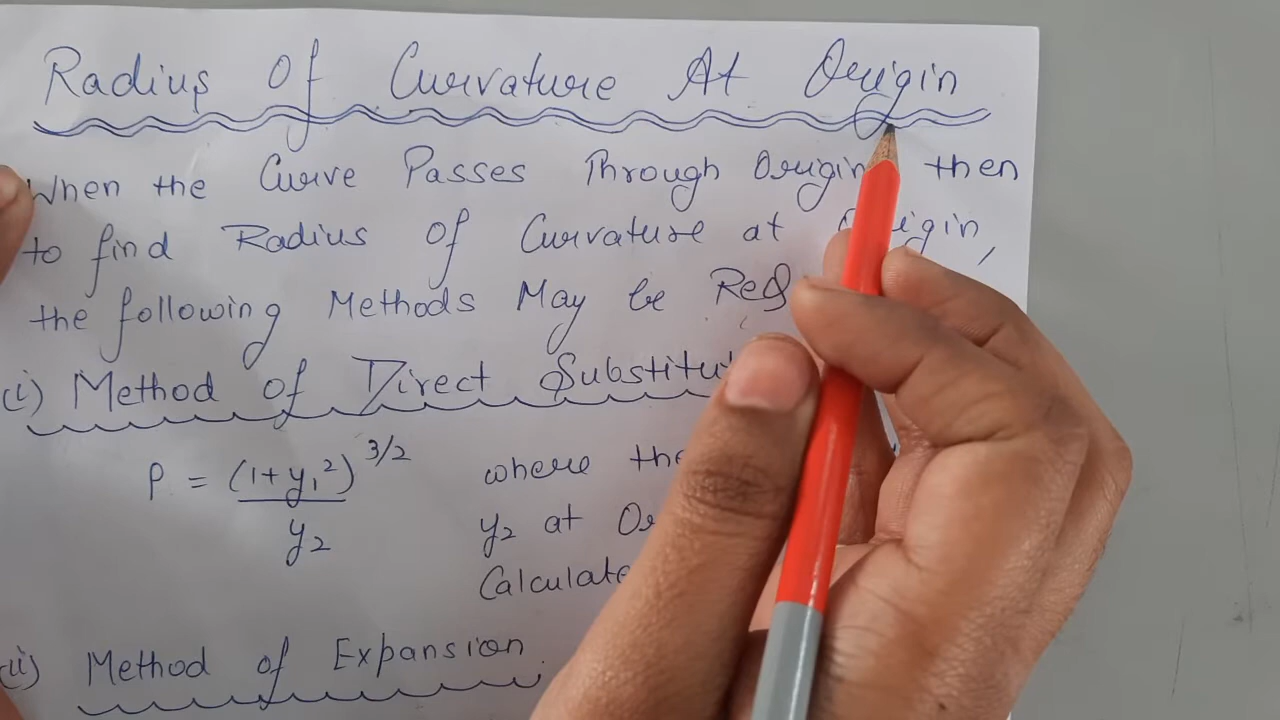 Radius Of Curvature At Origin
When the Curve Passes Through Origin then
to find Radius of Curvature at Origin,
the following Methods May be
(i) Method of Direct
ρ = (1+y₁²)^3/2 / y₂
where the
y₂ at
(ii) Method of Expansion